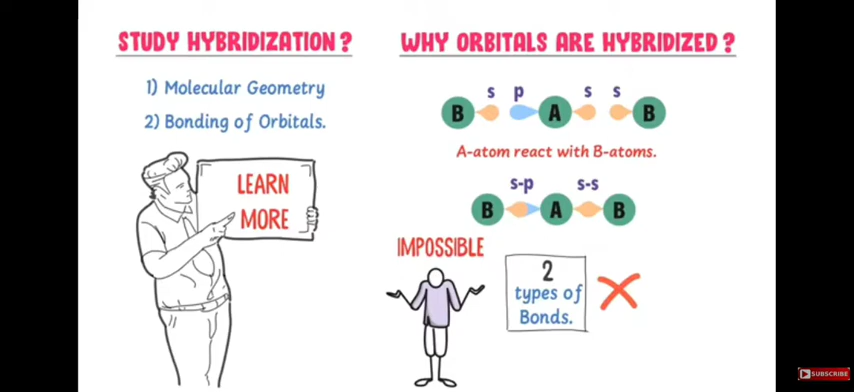 STUDY HYBRIDIZATION?
1) Molecular Geometry
2) Bonding of Orbitals.
LEARN
MORE
WHY ORBITALS ARE HYBRIDIZED?
s p s s
B A B
A-atom react with B-atoms.
s-p s-s
B A B
IMPOSSIBLE
2
types of
Bonds.
SUBSCRIBE